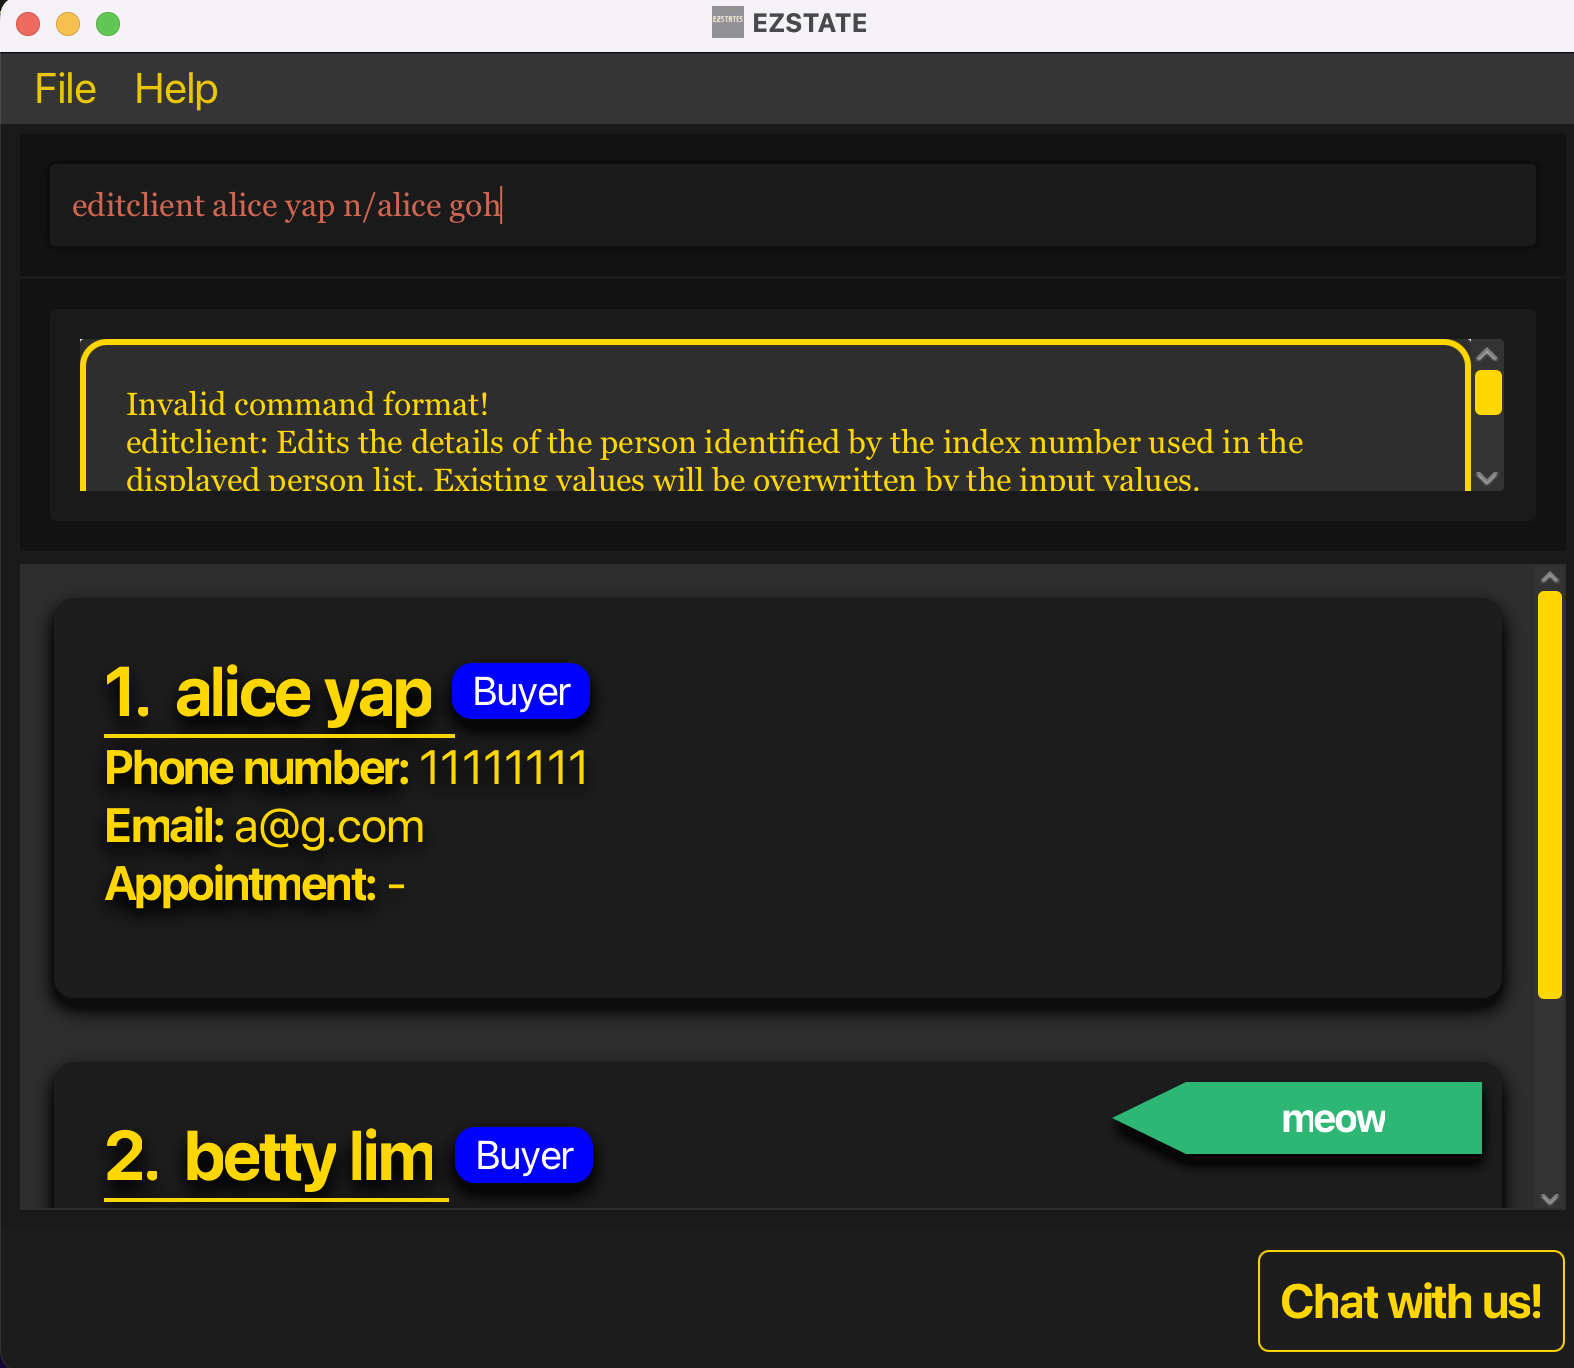 EZSTATES
EZSTATE
File Help
editclient alice yap n/alice goh
Invalid command format!
editclient: Edits the details of the person identified by the index number used in the
displayed person list. Existing values will be overwritten by the input values.
1. alice yap Buyer
Phone number: 11111111
Email: a@g.com
Appointment: -
meow
2. betty lim Buyer
Chat with us!